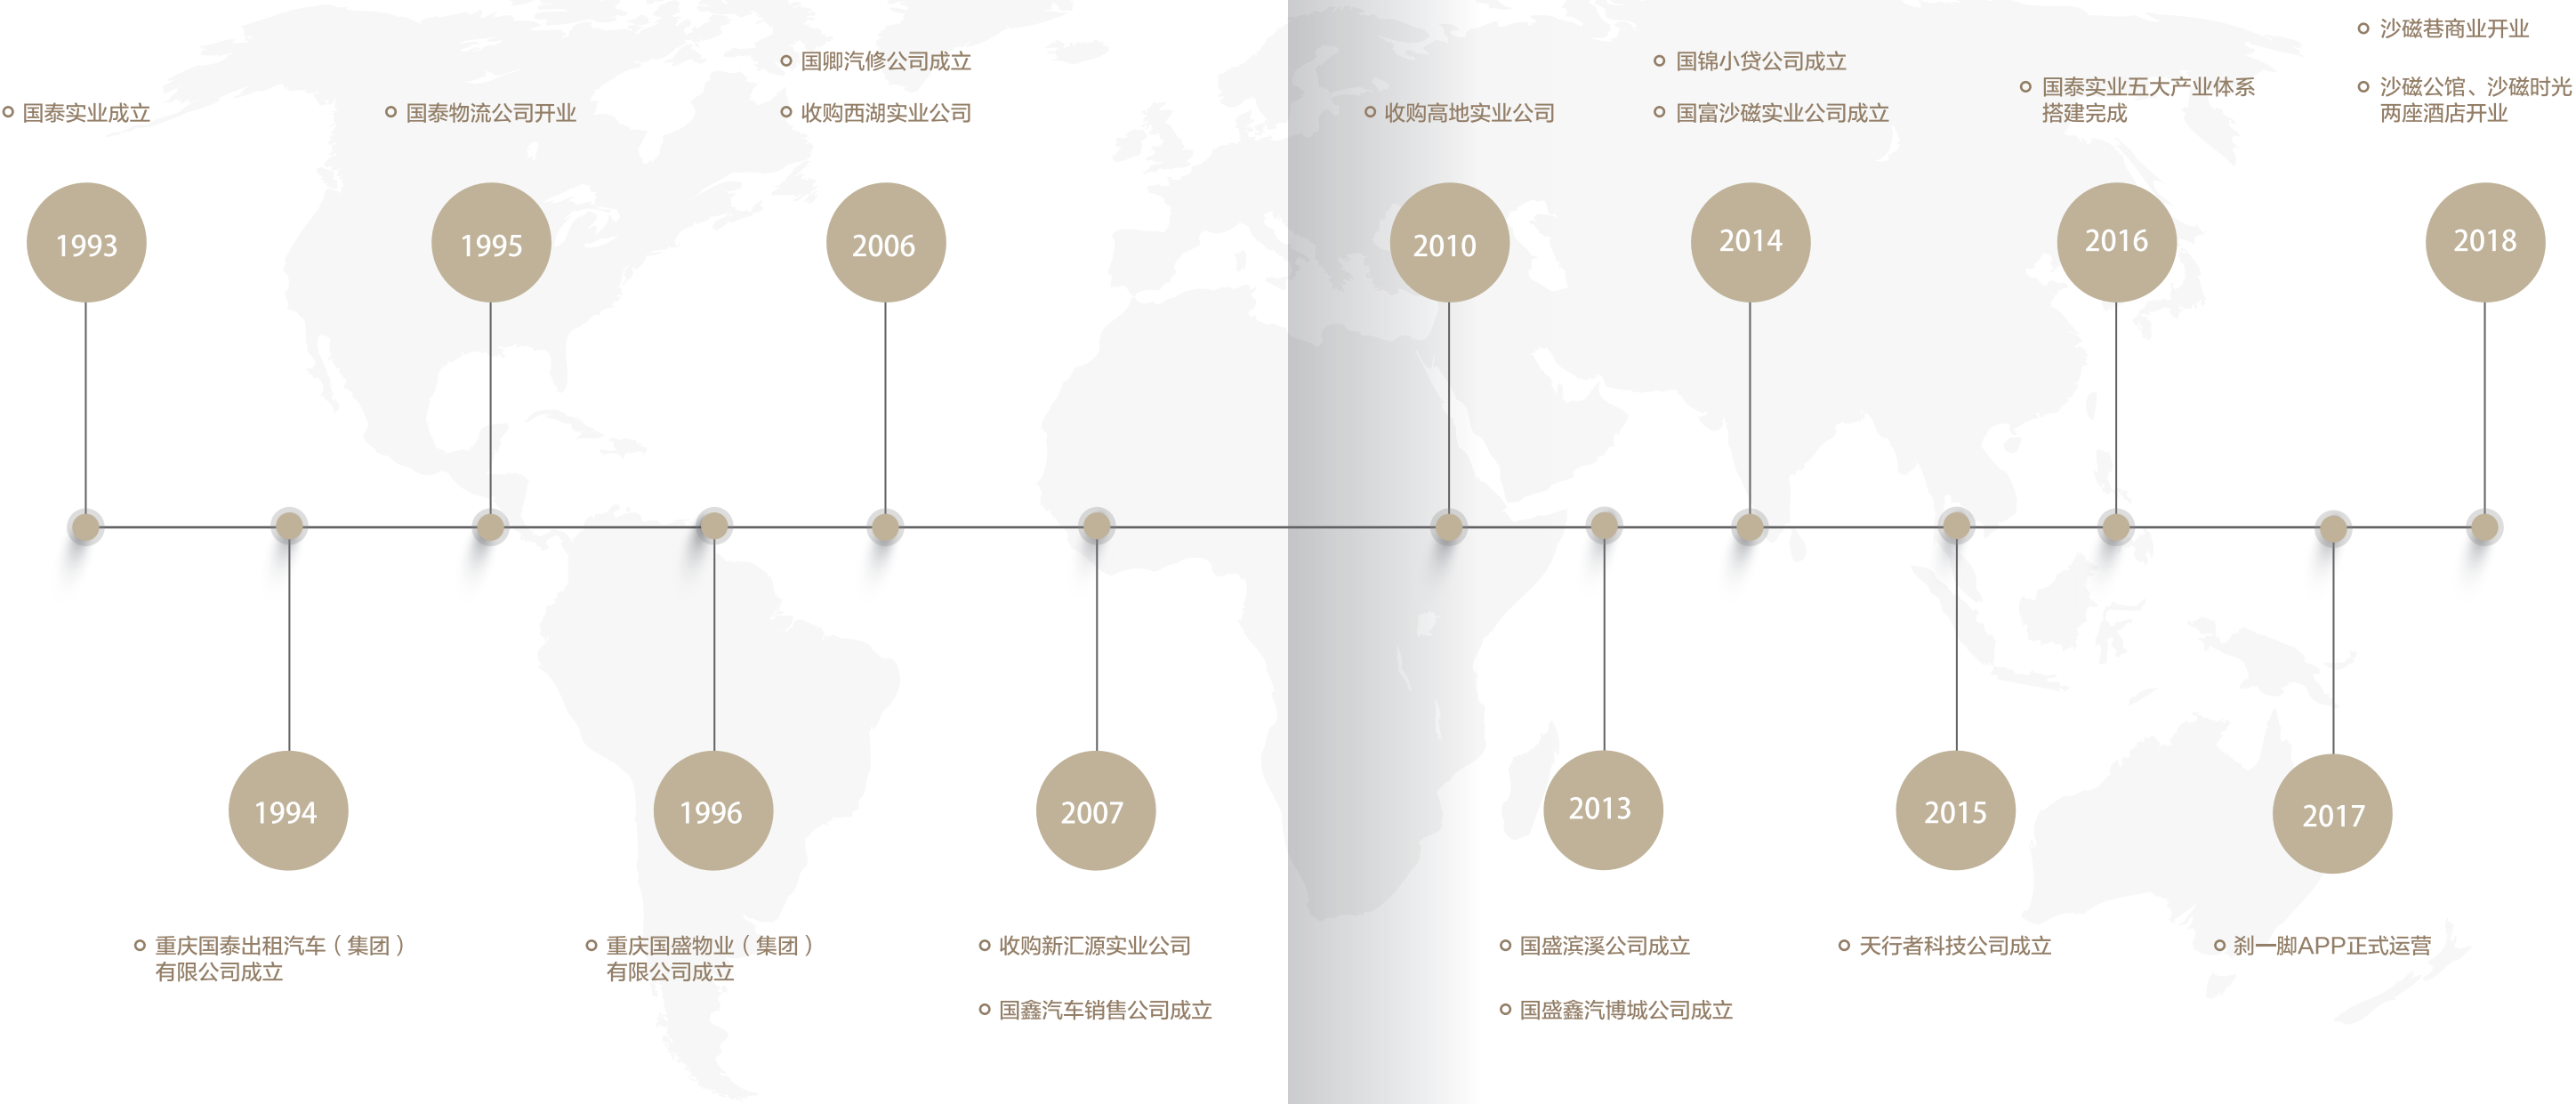 国泰实业成立
1993
重庆国泰出租汽车（集团）
有限公司成立
1994
国泰物流公司开业
1995
重庆国盛物业（集团）
有限公司成立
1996
国卿汽修公司成立
收购西湖实业公司
2006
收购新汇源实业公司
国鑫汽车销售公司成立
2007
收购高地实业公司
2010
国盛滨溪公司成立
国盛鑫汽博城公司成立
2013
国锦小贷公司成立
国富沙磁实业公司成立
2014
天行者科技公司成立
2015
国泰实业五大产业体系
搭建完成
2016
刹一脚APP正式运营
2017
沙磁巷商业开业
沙磁公馆、沙磁时光
两座酒店开业
2018